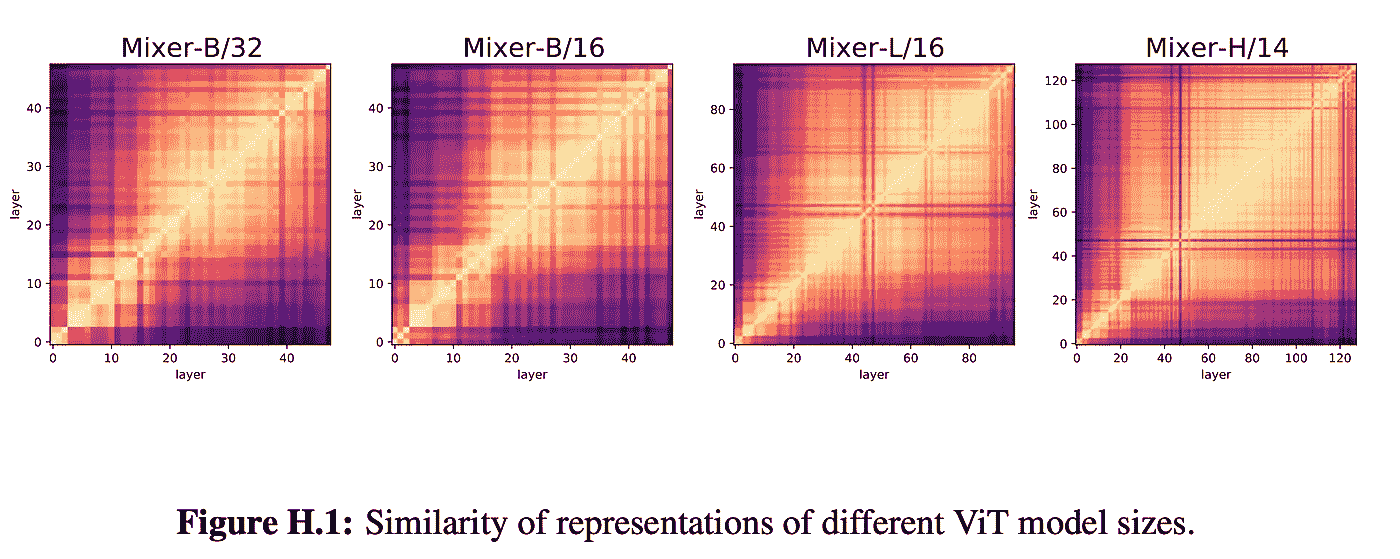 Mixer-B/32 Mixer-B/16 Mixer-L/16 Mixer-H/14
layer
40
30
20
10
0
0 10 20 30 40
layer
layer
40
30
20
10
0
0 10 20 30 40
layer
layer
80
60
40
20
0
0 20 40 60 80
layer
layer
120
100
80
60
40
20
0
0 20 40 60 80 100 120
layer
Figure H.1: Similarity of representations of different ViT model sizes.